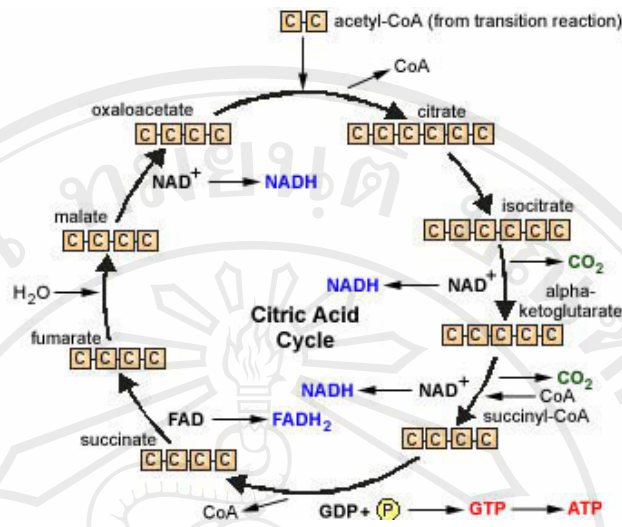 C C acetyl-CoA (from transition reaction)
CoA
oxaloacetate
C C C C
citrate
C C C C C C
NAD+ NADH
malate
C C C C
isocitrate
C C C C C C
CO2
NADH NAD+
H2O
alpha-
ketoglutarate
C C C C C
Citric Acid
Cycle
fumarate
C C C C
NADH NAD+
CO2
CoA
succinyl-CoA
C C C C
FAD FADH2
succinate
C C C C
CoA
GDP+ P GTP ATP